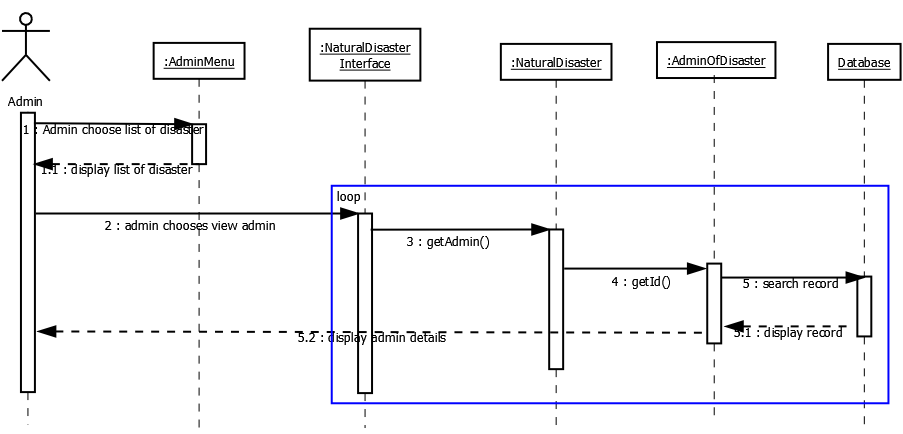 Admin
:AdminMenu
:NaturalDisaster
Interface
:NaturalDisaster
:AdminOfDisaster
Database
1 : Admin choose list of disaster
1.1 : display list of disaster
loop
2 : admin chooses view admin
3 : getAdmin()
4 : getId()
5 : search record
5.1 : display record
5.2 : display admin details